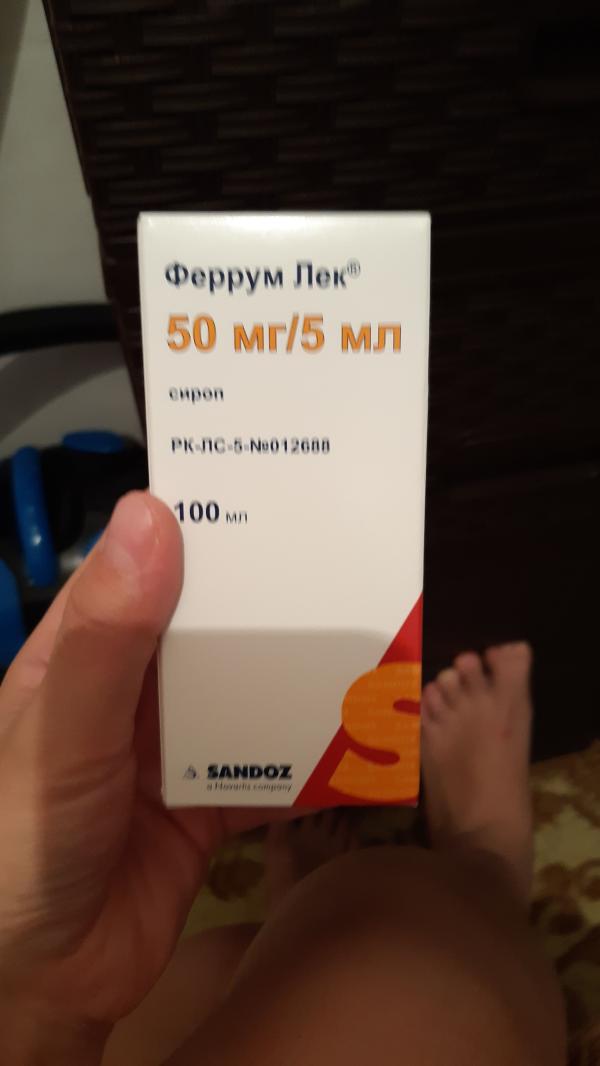 Феррум Лек®
50 мг/5 мл
сироп
РК-ЛС-5-№012688
100 мл
SANDOZ
a Novartis company